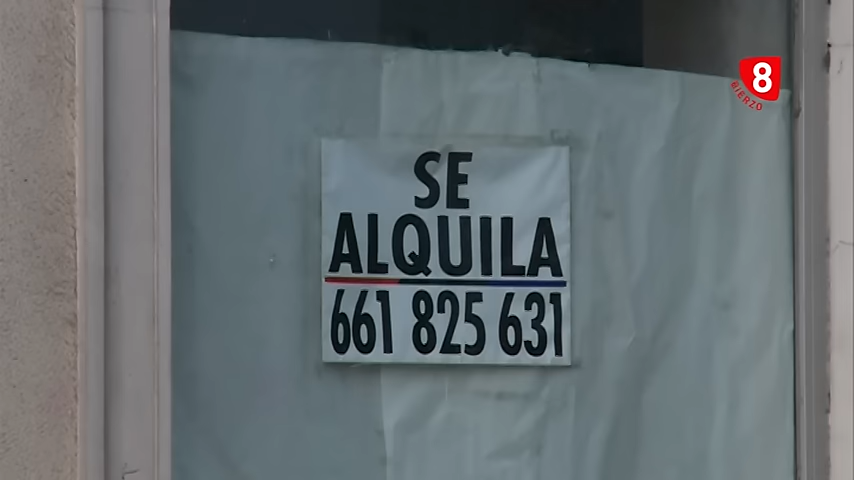 8
BIERZO
SE
ALQUILA
661 825 631